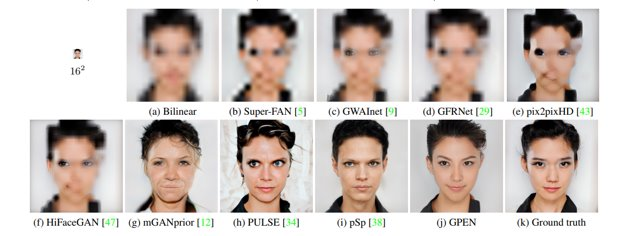 16²
(a) Bilinear (b) Super-FAN [5] (c) GWAInet [9] (d) GFRNet [29] (e) pix2pixHD [43]
(f) HiFaceGAN [47] (g) mGANprior [12] (h) PULSE [34] (i) pSp [38] (j) GPEN (k) Ground truth